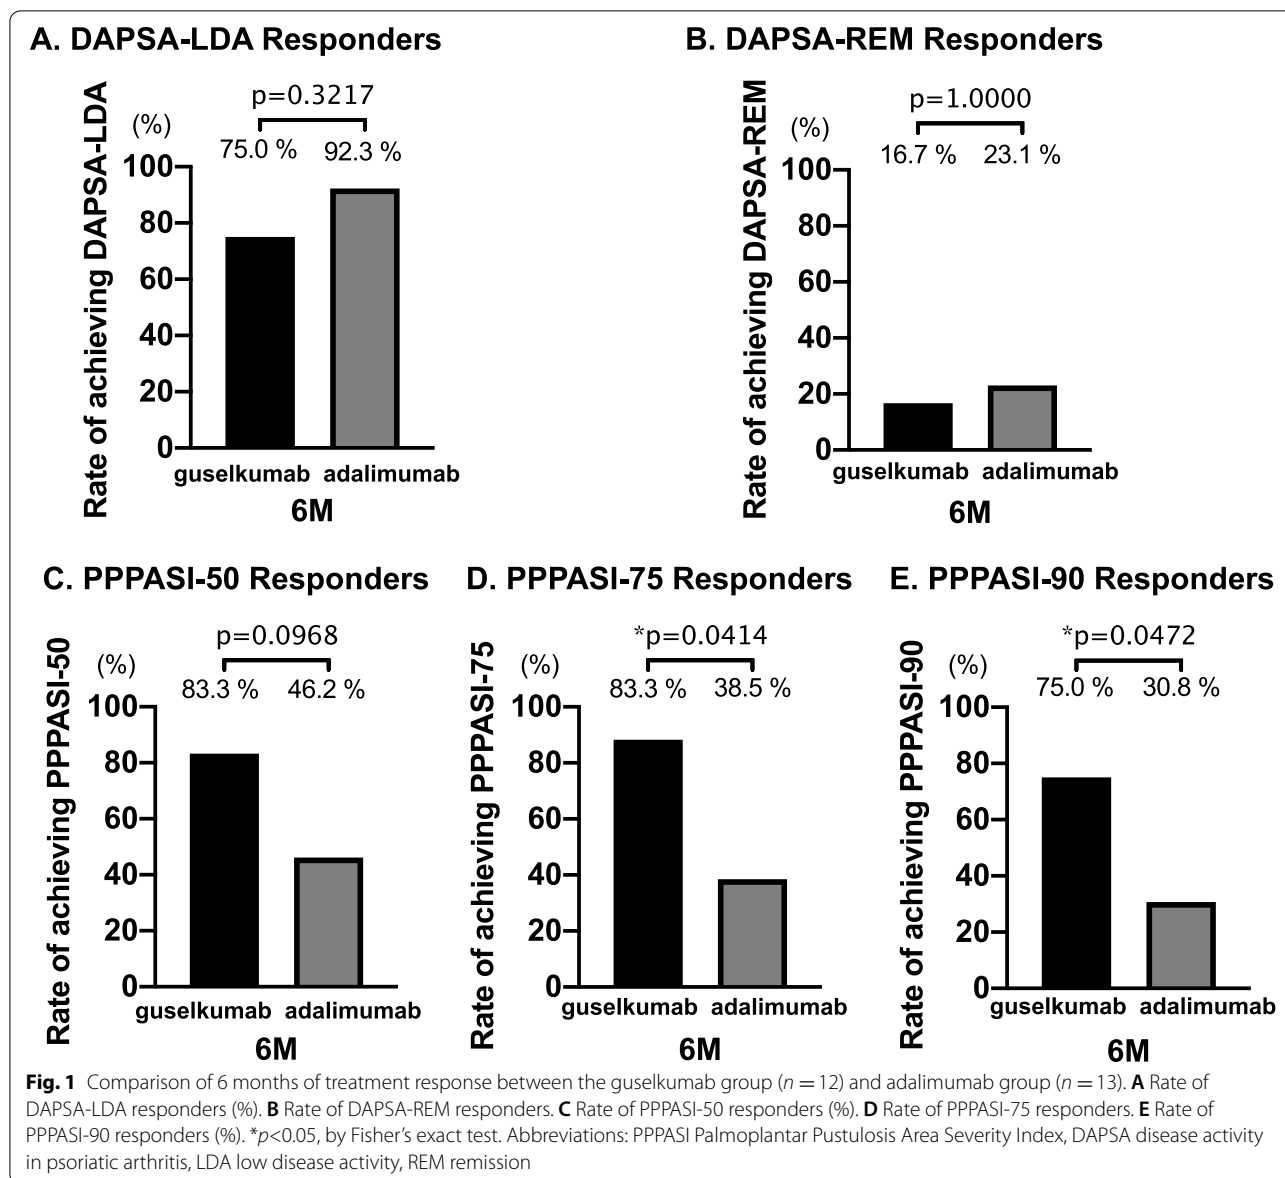 A. DAPSA-LDA Responders
Rate of achieving DAPSA-LDA
(%)
p=0.3217
75.0 % 92.3 %
100
80
60
40
20
0
guselkumab adalimumab
6M
B. DAPSA-REM Responders
Rate of achieving DAPSA-REM
(%)
p=1.0000
16.7 % 23.1 %
100
80
60
40
20
0
guselkumab adalimumab
6M
C. PPPASI-50 Responders
Rate of achieving PPPASI-50
(%)
p=0.0968
83.3 % 46.2 %
100
80
60
40
20
0
guselkumab adalimumab
6M
D. PPPASI-75 Responders
Rate of achieving PPPASI-75
(%)
*p=0.0414
83.3 % 38.5 %
100
80
60
40
20
0
guselkumab adalimumab
6M
E. PPPASI-90 Responders
Rate of achieving PPPASI-90
(%)
*p=0.0472
75.0 % 30.8 %
100
80
60
40
20
0
guselkumab adalimumab
6M
Fig. 1 Comparison of 6 months of treatment response between the guselkumab group (n = 12) and adalimumab group (n = 13). A Rate of
DAPSA-LDA responders (%). B Rate of DAPSA-REM responders. C Rate of PPPASI-50 responders (%). D Rate of PPPASI-75 responders. E Rate of
PPPASI-90 responders (%). *p<0.05, by Fisher's exact test. Abbreviations: PPPASI Palmoplantar Pustulosis Area Severity Index, DAPSA disease activity
in psoriatic arthritis, LDA low disease activity, REM remission